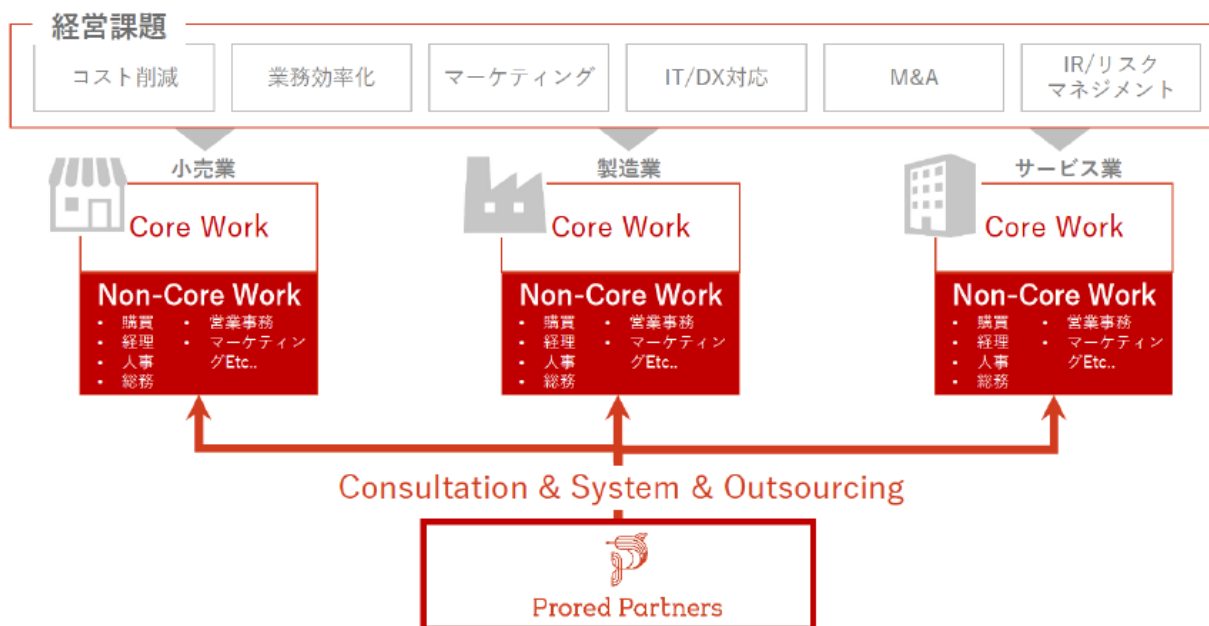 経営課題
コスト削減
業務効率化
マーケティング
IT/DX対応
M&A
IR/リスク
マネジメント
小売業
Core Work
Non-Core Work
・ 購買
・ 経理
・ 人事
・ 総務
・ 営業事務
・ マーケティン
グEtc..
製造業
Core Work
Non-Core Work
・ 購買
・ 経理
・ 人事
・ 総務
・ 営業事務
・ マーケティン
グEtc..
サービス業
Core Work
Non-Core Work
・ 購買
・ 経理
・ 人事
・ 総務
・ 営業事務
・ マーケティン
グEtc..
Consultation & System & Outsourcing
Prored Partners